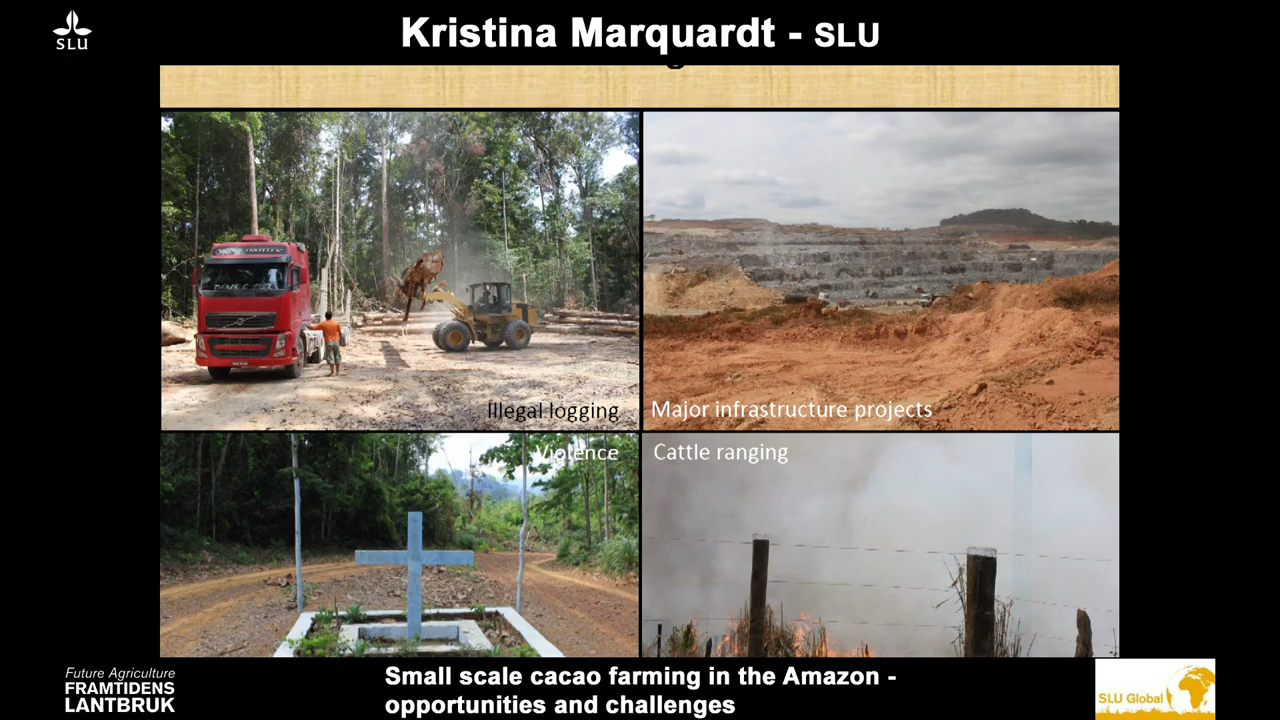 SLU
Kristina Marquardt - SLU
Illegal logging
Major infrastructure projects
Violence
Cattle ranging
Future Agriculture
FRAMTIDENS
LANTBRUK
Small scale cacao farming in the Amazon -
opportunities and challenges
SLU Global